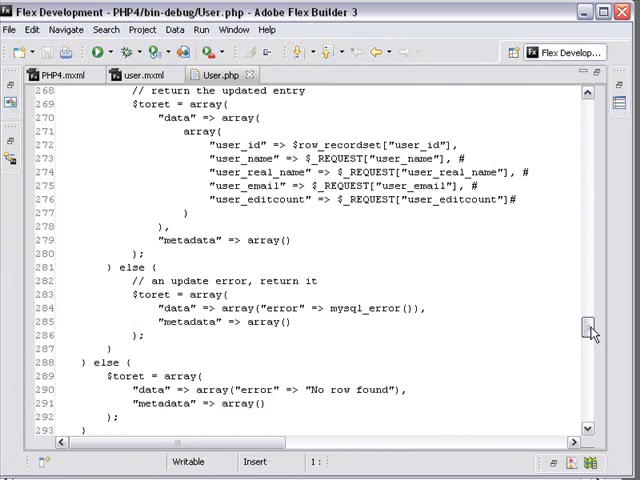 Flex Development - PHP4/bin-debug/User.php - Adobe Flex Builder 3
File Edit Navigate Search Project Data Run Window Help
Flex Develop...
PHP4.mxml user.mxml User.php
268 // return the updated entry
269 $toret = array(
270 "data" => array(
271 array(
272 "user_id" => $row_recordset["user_id"],
273 "user_name" => $_REQUEST["user_name"], #
274 "user_real_name" => $_REQUEST["user_real_name"], #
275 "user_email" => $_REQUEST["user_email"], #
276 "user_editcount" => $_REQUEST["user_editcount"]#
277 )
278 ),
279 "metadata" => array()
280 );
281 } else {
282 // an update error, return it
283 $toret = array(
284 "data" => array("error" => mysql_error()),
285 "metadata" => array()
286 );
287 }
288 } else {
289 $toret = array(
290 "data" => array("error" => "No row found"),
291 "metadata" => array()
292 );
293 }
Writable Insert 1 :